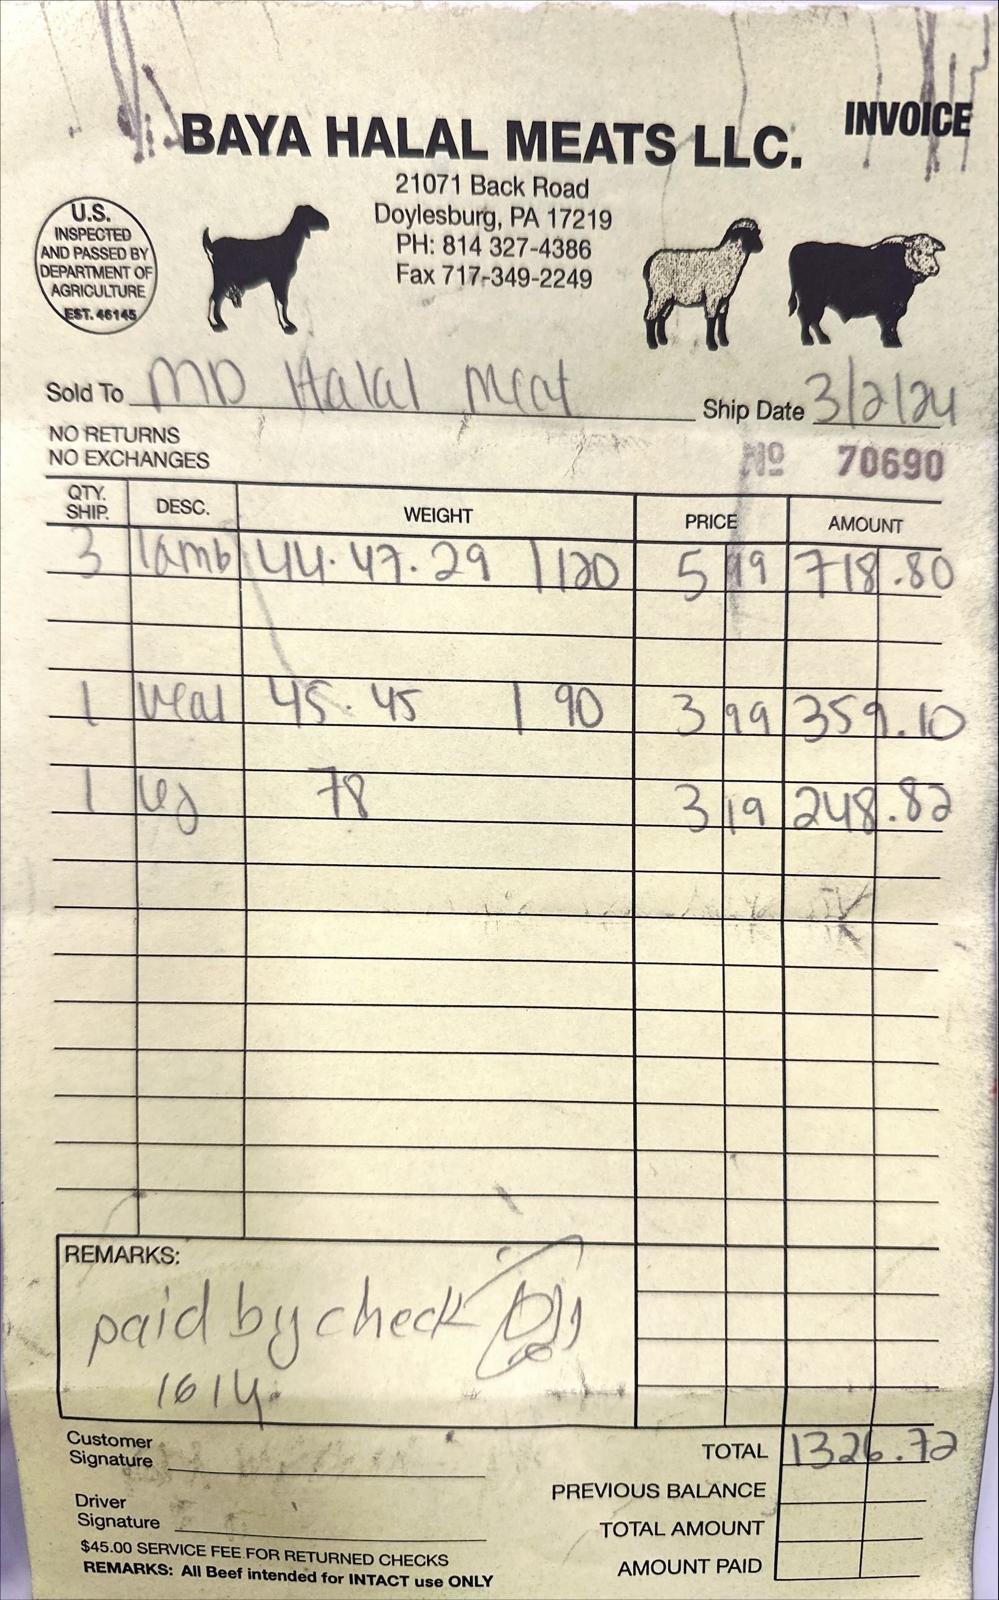 INVOICE
BAYA HALAL MEATS LLC.
21071 Back Road
Doylesburg, PA 17219
PH: 814 327-4386
Fax 717-349-2249
U.S.
INSPECTED
AND PASSED BY
DEPARTMENT OF
AGRICULTURE
EST. 46145
Sold To MD Halal Meat Ship Date 3/2/24
NO RETURNS
NO EXCHANGES
No 70690
QTY. SHIP. DESC. WEIGHT PRICE AMOUNT
3 lamb 44. 47. 29 | 120 5 99 718.80
1 veal 45. 45 | 90 3 99 359.10
1 78 3 19 248.82
REMARKS:
paid by check
1614.
Customer
Signature
Driver
Signature
TOTAL 1326.72
PREVIOUS BALANCE
TOTAL AMOUNT
AMOUNT PAID
$45.00 SERVICE FEE FOR RETURNED CHECKS
REMARKS: All Beef intended for INTACT use ONLY